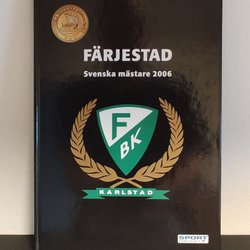 FÄRJESTAD
Svenska mästare 2006
F
BK
KARLSTAD
SPORT